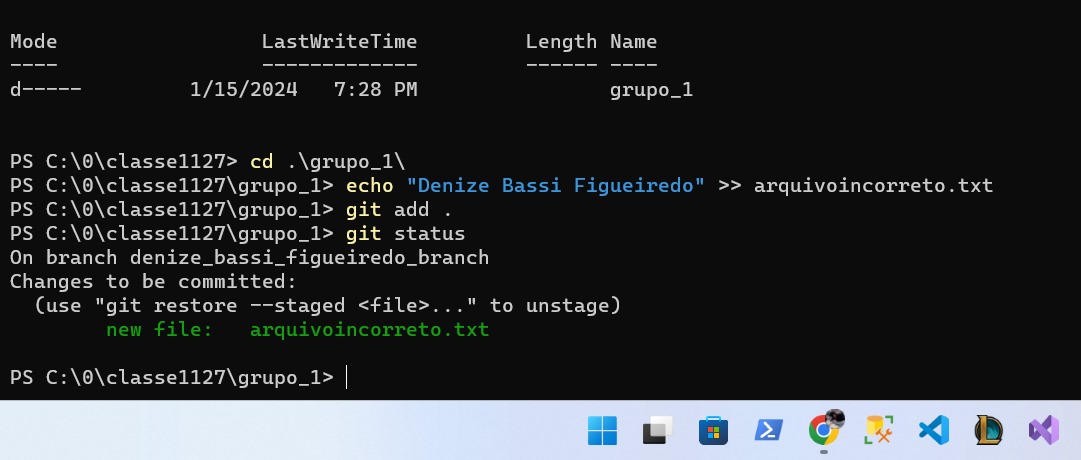 Mode                 LastWriteTime         Length Name
----                 -------------         ------ ----
d-----         1/15/2024   7:28 PM                grupo_1
PS C:\0\classe1127> cd .\grupo_1\
PS C:\0\classe1127\grupo_1> echo "Denize Bassi Figueiredo" >> arquivoincorreto.txt
PS C:\0\classe1127\grupo_1> git add .
PS C:\0\classe1127\grupo_1> git status
On branch denize_bassi_figueiredo_branch
Changes to be committed:
  (use "git restore --staged <file>..." to unstage)
        new file:   arquivoincorreto.txt
PS C:\0\classe1127\grupo_1>